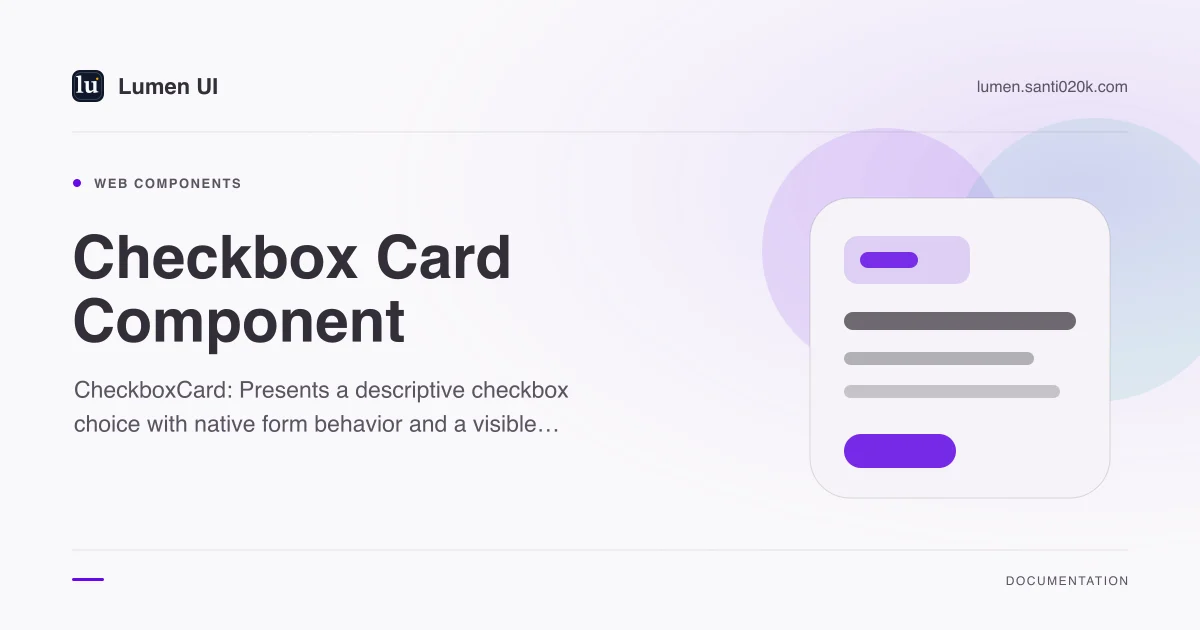 lu Lumen UI
lumen.santi020k.com
WEB COMPONENTS
Checkbox Card
Component
CheckboxCard: Presents a descriptive checkbox
choice with native form behavior and a visible…
DOCUMENTATION